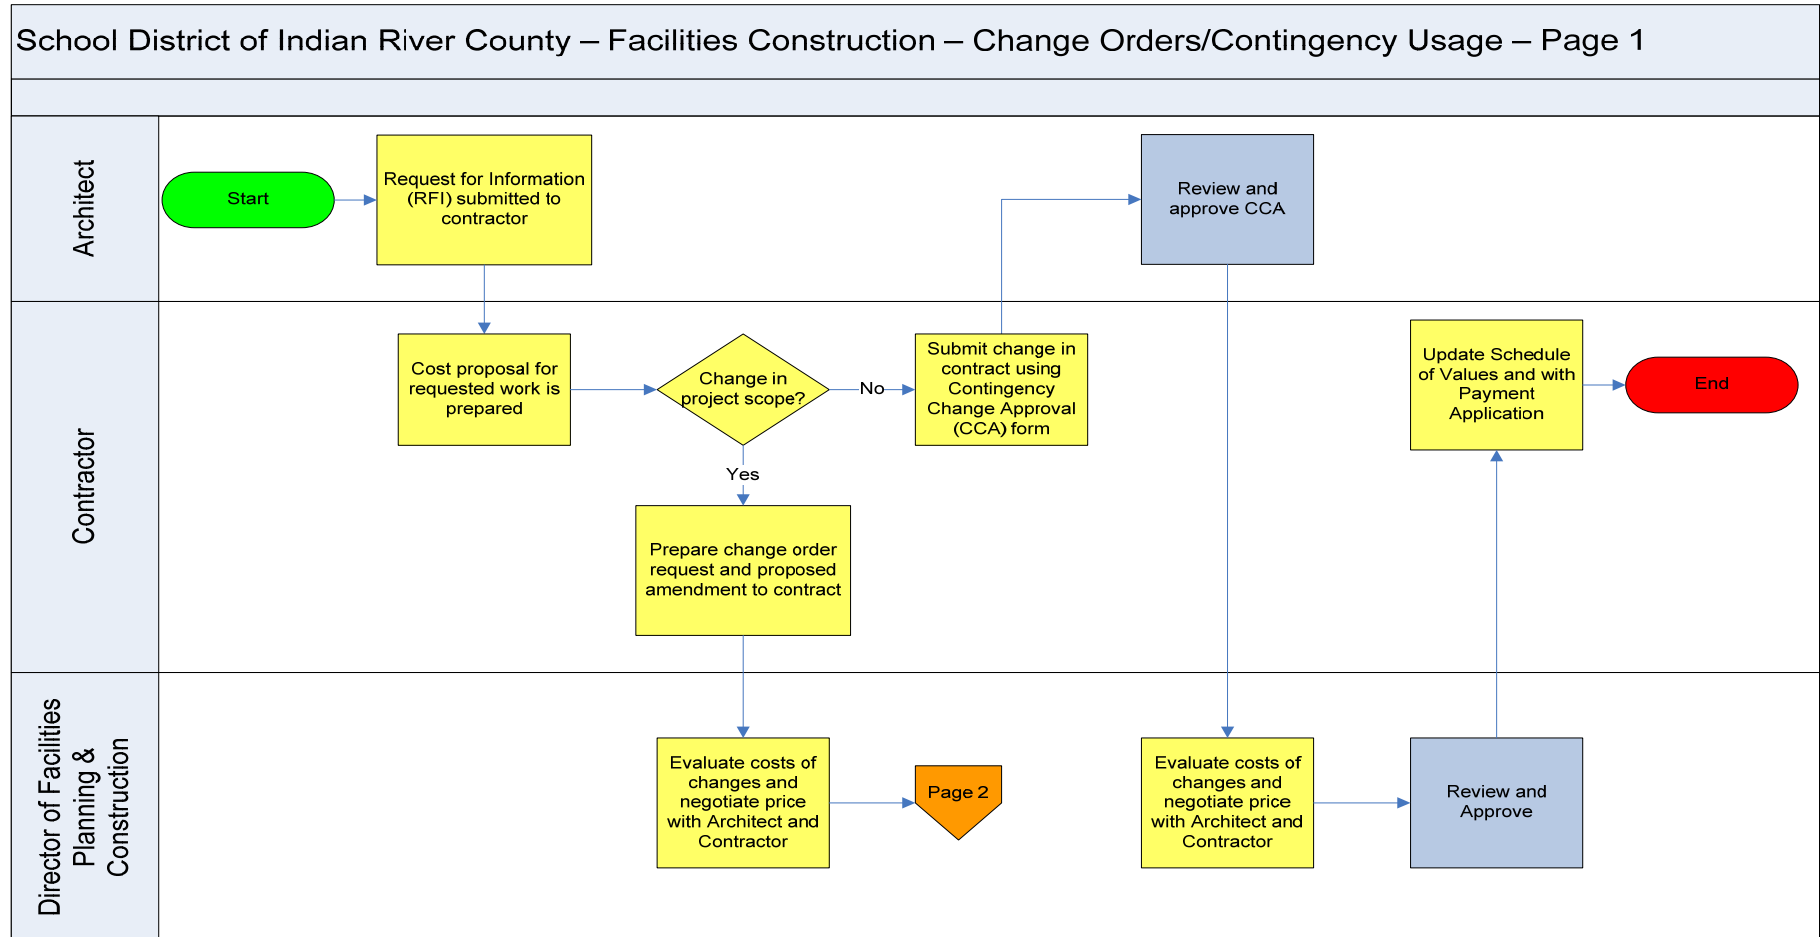 School District of Indian River County – Facilities Construction – Change Orders/Contingency Usage – Page 1
Architect
Start
Request for Information
(RFI) submitted to
contractor
Review and
approve CCA
Contractor
Cost proposal for
requested work is
prepared
Change in
project scope?
No
Submit change in
contract using
Contingency
Change Approval
(CCA) form
Update Schedule
of Values and with
Payment
Application
End
Yes
Prepare change order
request and proposed
amendment to contract
Director of Facilities
Planning &
Construction
Evaluate costs of
changes and
negotiate price
with Architect and
Contractor
Page 2
Evaluate costs of
changes and
negotiate price
with Architect and
Contractor
Review and
Approve